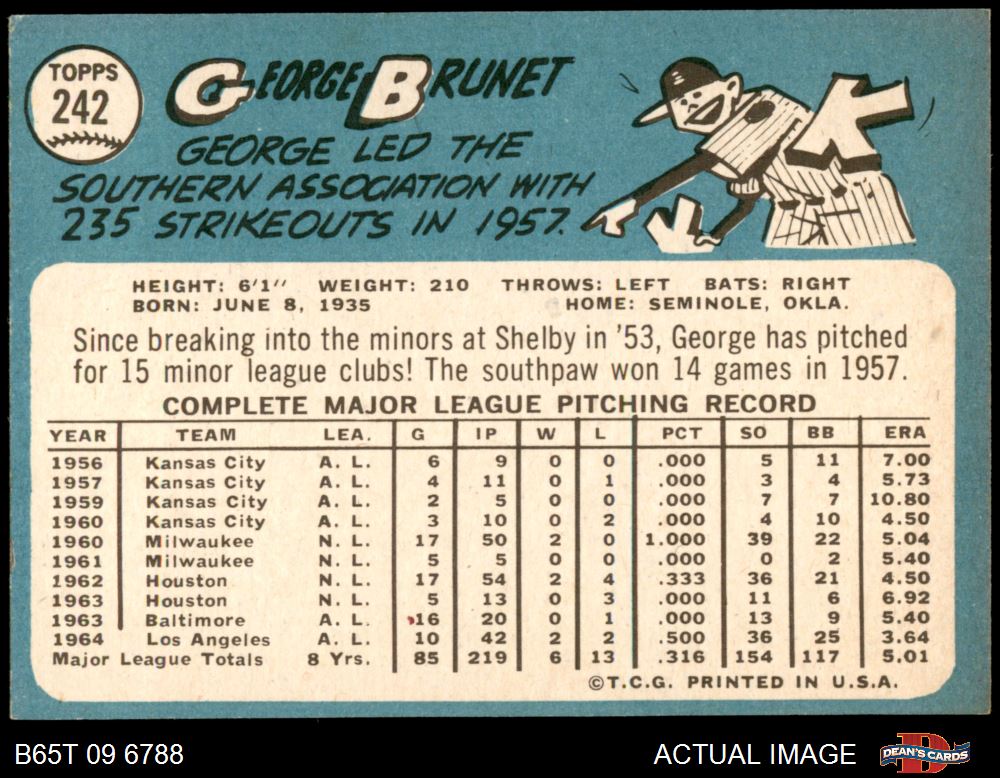 TOPPS
242
GEORGE BRUNET
GEORGE LED THE
SOUTHERN ASSOCIATION WITH
235 STRIKEOUTS IN 1957.
K
K
HEIGHT: 6'1" WEIGHT: 210 THROWS: LEFT BATS: RIGHT
BORN: JUNE 8, 1935 HOME: SEMINOLE, OKLA.
Since breaking into the minors at Shelby in '53, George has pitched
for 15 minor league clubs! The southpaw won 14 games in 1957.
COMPLETE MAJOR LEAGUE PITCHING RECORD
YEAR TEAM LEA. G IP W L PCT SO BB ERA
1956 Kansas City A. L. 6 9 0 0 .000 5 11 7.00
1957 Kansas City A. L. 4 11 0 1 .000 3 4 5.73
1959 Kansas City A. L. 2 5 0 0 .000 7 7 10.80
1960 Kansas City A. L. 3 10 0 2 .000 4 10 4.50
1960 Milwaukee N. L. 17 50 2 0 1.000 39 22 5.04
1961 Milwaukee N. L. 5 5 0 0 .000 0 2 5.40
1962 Houston N. L. 17 54 2 4 .333 36 21 4.50
1963 Houston N. L. 5 13 0 3 .000 11 6 6.92
1963 Baltimore A. L. 16 20 0 1 .000 13 9 5.40
1964 Los Angeles A. L. 10 42 2 2 .500 36 25 3.64
Major League Totals 8 Yrs. 85 219 6 13 .316 154 117 5.01
©T.C.G. PRINTED IN U.S.A.
B65T 09 6788 ACTUAL IMAGE DEAN'S CARDS